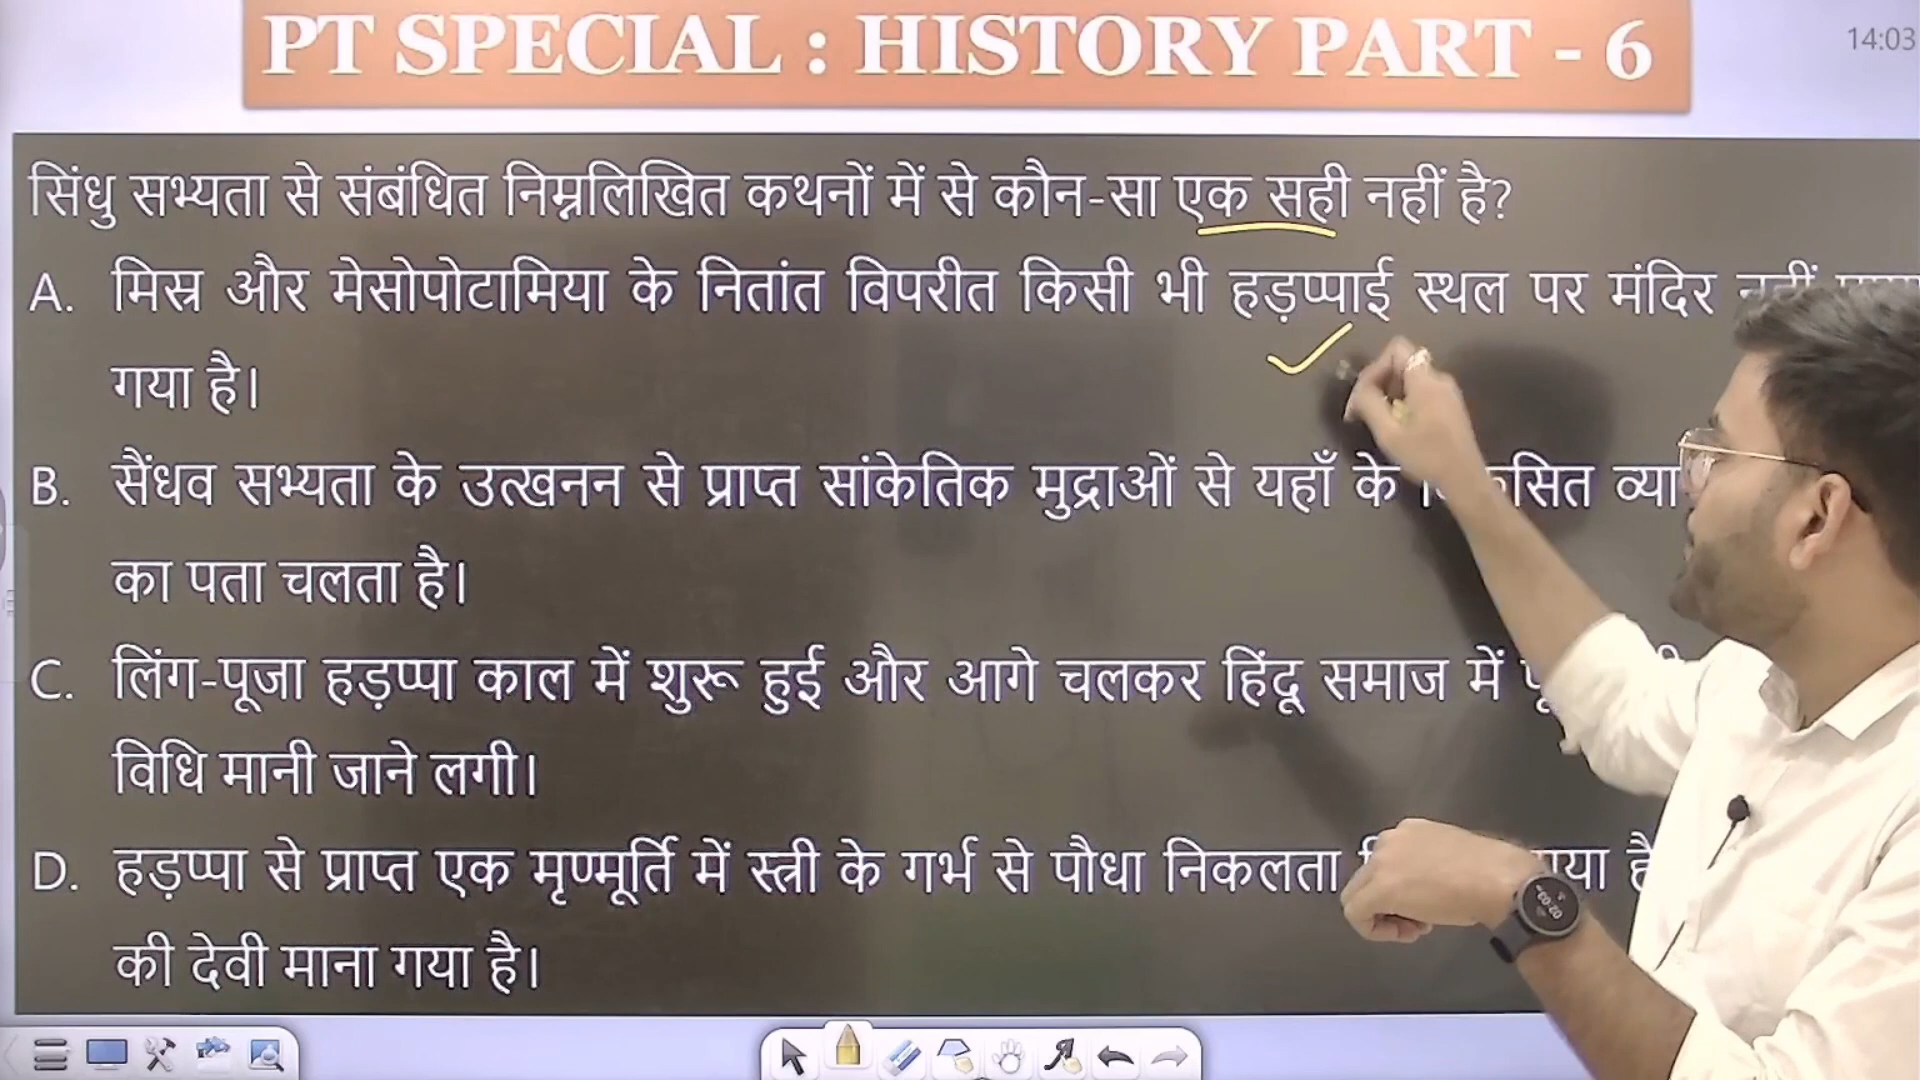 PT SPECIAL : HISTORY PART - 6
14:03
सिंधु सभ्यता से संबंधित निम्नलिखित कथनों में से कौन-सा एक सही नहीं है?
A. मिस्र और मेसोपोटामिया के नितांत विपरीत किसी भी हड़प्पाई स्थल पर मंदिर नहीं
गया है।
B. सैंधव सभ्यता के उत्खनन से प्राप्त सांकेतिक मुद्राओं से यहाँ के
का पता चलता है।
C. लिंग-पूजा हड़प्पा काल में शुरू हुई और आगे चलकर हिंदू समाज में
विधि मानी जाने लगी।
D. हड़प्पा से प्राप्त एक मृण्मूर्ति में स्त्री के गर्भ से पौधा निकलता
की देवी माना गया है।